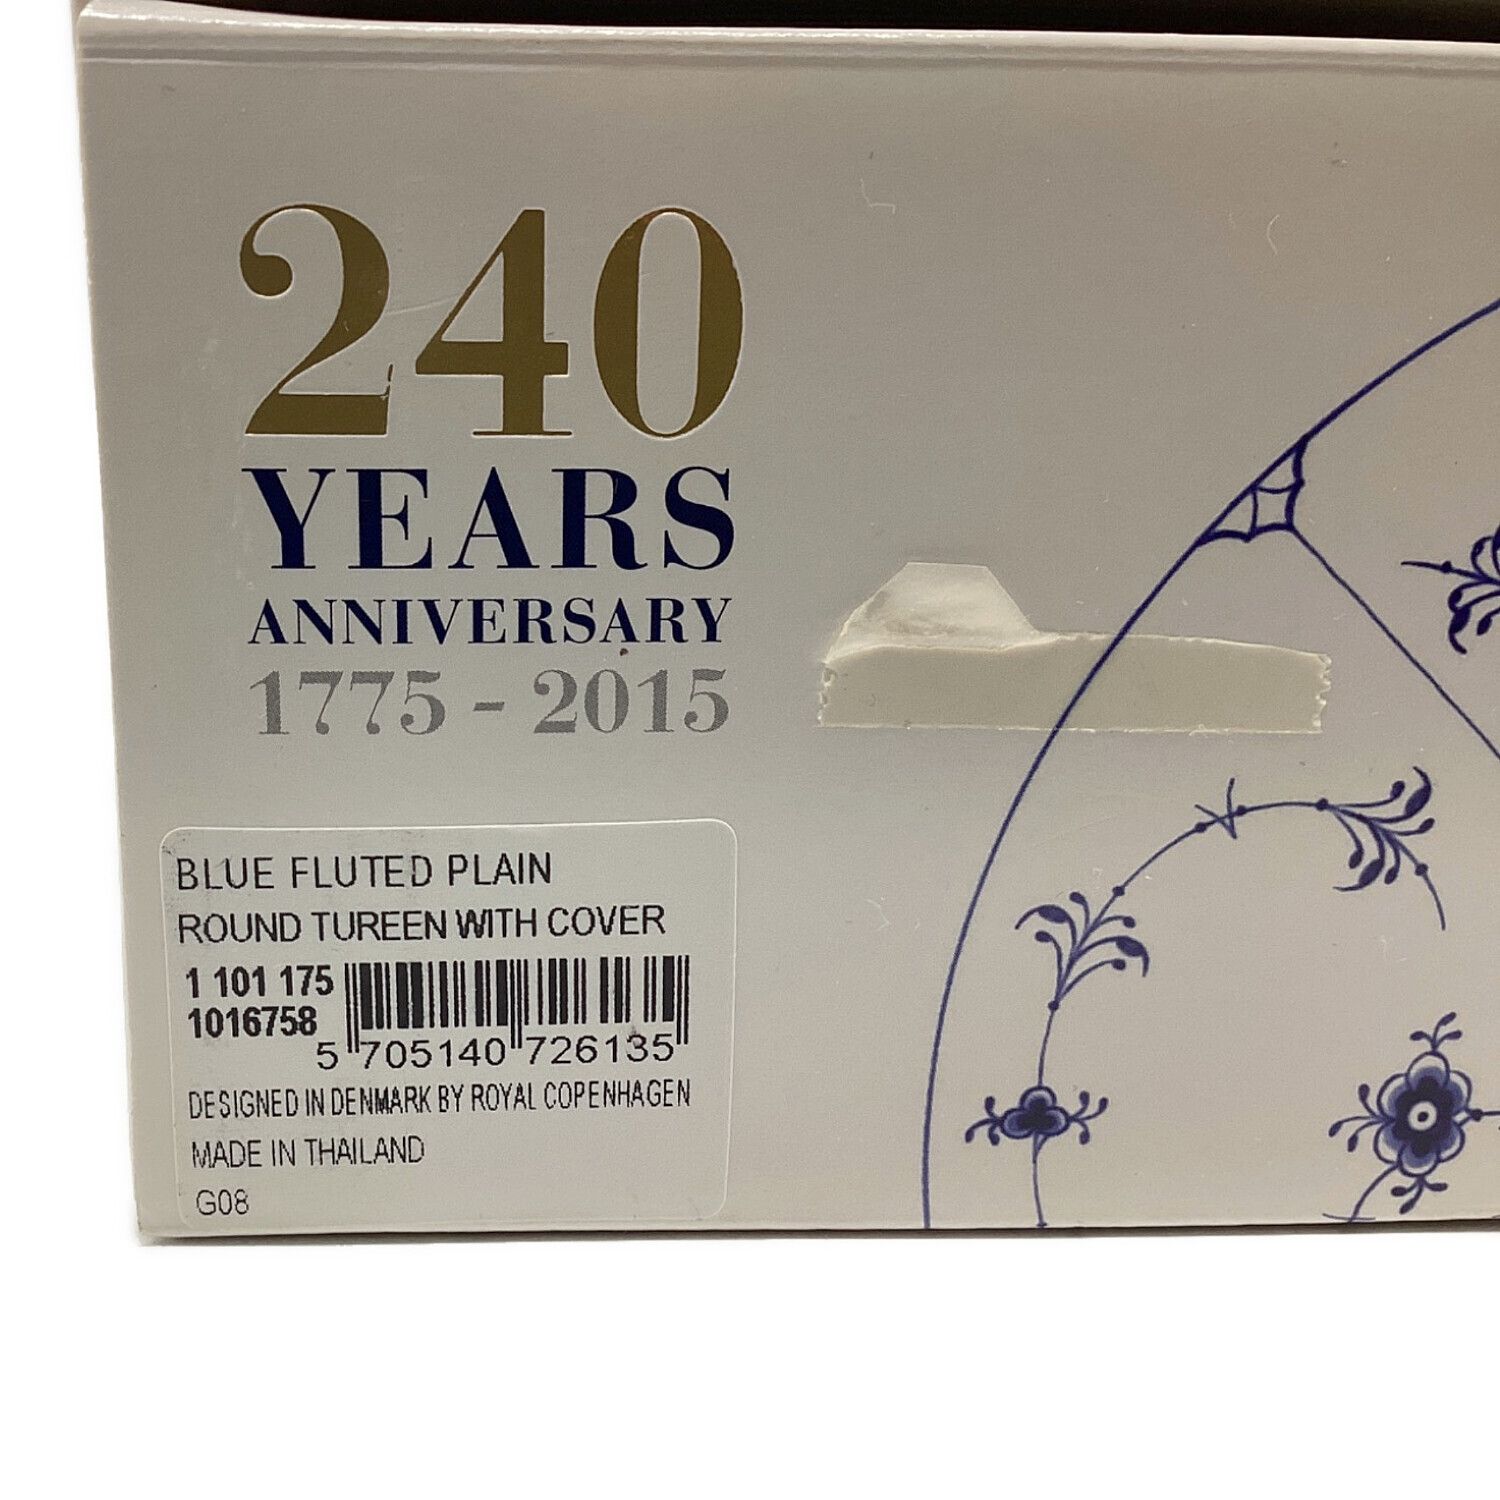 240
YEARS
ANNIVERSARY
1775 - 2015
BLUE FLUTED PLAIN
ROUND TUREEN WITH COVER
1 101 175
1016758
5 705140 726135
DESIGNED IN DENMARK BY ROYAL COPENHAGEN
MADE IN THAILAND
G08